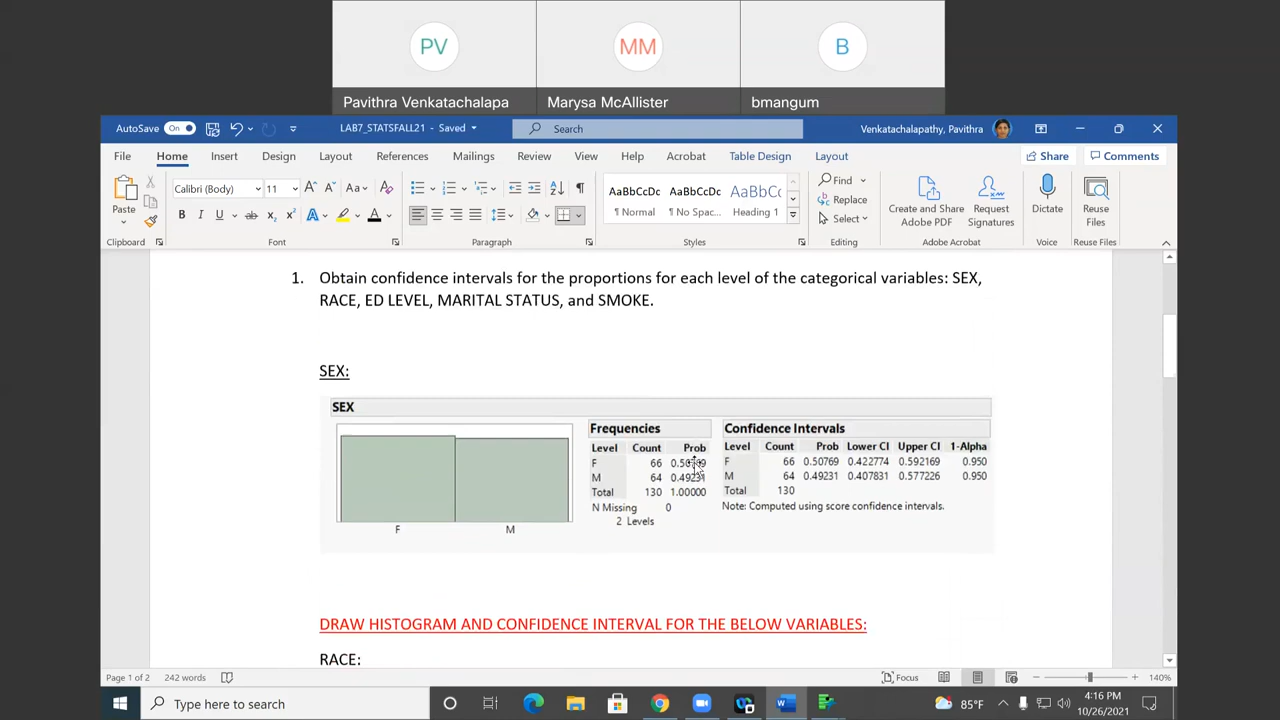 PV
MM
B
Pavithra Venkatachalapa
Marysa McAllister
bmangum
AutoSave On
LAB7_STATSFALL21 - Saved
Search
Venkatachalapathy, Pavithra
File Home Insert Design Layout References Mailings Review View Help Acrobat Table Design Layout
Share Comments
Paste
Calibri (Body) 11
Aa
B I U ab x₂ x² A A
AaBbCcDc AaBbCcDc AaBbCc
¶ Normal ¶ No Spac... Heading 1
Find
Replace
Select
Create and Share Adobe PDF
Request Signatures
Dictate
Reuse Files
Clipboard Font Paragraph Styles Editing Adobe Acrobat Voice Reuse Files
1. Obtain confidence intervals for the proportions for each level of the categorical variables: SEX,
RACE, ED LEVEL, MARITAL STATUS, and SMOKE.
SEX:
SEX
F M
Frequencies
Level Count Prob
F 66
M 64 0.49231
Total 130 1.00000
N Missing 0
2 Levels
Confidence Intervals
Level Count Prob Lower CI Upper CI 1-Alpha
F 66 0.50769 0.422774 0.592169 0.950
M 64 0.49231 0.407831 0.577226 0.950
Total 130
Note: Computed using score confidence intervals.
DRAW HISTOGRAM AND CONFIDENCE INTERVAL FOR THE BELOW VARIABLES:
RACE:
Page 1 of 2 242 words
Focus
140%
Type here to search
85°F
4:16 PM
10/26/2021